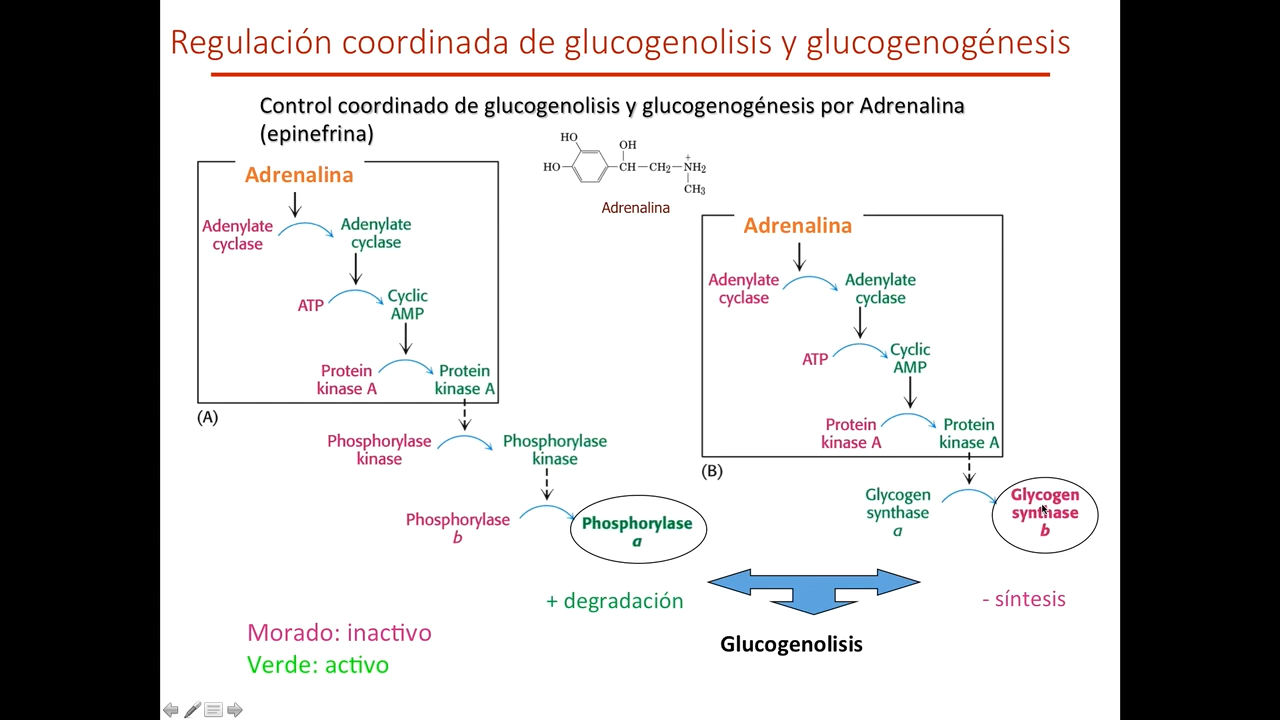 Regulación coordinada de glucogenolisis y glucogenogénesis
Control coordinado de glucogenolisis y glucogenogénesis por Adrenalina
(epinefrina)
HO
HO
OH
CH—CH2—NH2
+
CH3
Adrenalina
Adrenalina
Adenylate
cyclase
Adenylate
cyclase
ATP
Cyclic
AMP
Protein
kinase A
Protein
kinase A
(A)
Phosphorylase
kinase
Phosphorylase
kinase
Phosphorylase
b
Phosphorylase
a
+ degradación
Adrenalina
Adenylate
cyclase
Adenylate
cyclase
ATP
Cyclic
AMP
Protein
kinase A
Protein
kinase A
(B)
Glycogen
synthase
a
Glycogen
synthase
b
- síntesis
Glucogenolisis
Morado: inactivo
Verde: activo